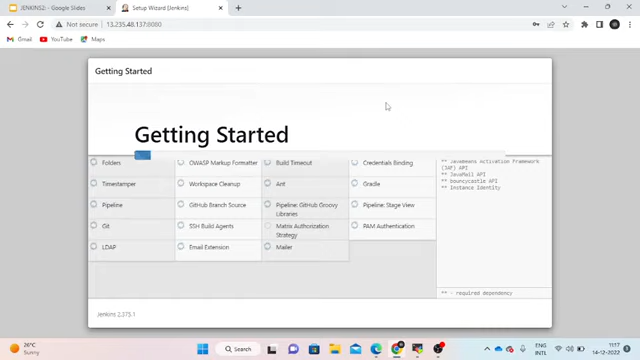 JENKINS2: - Google Slides
Setup Wizard [Jenkins]
Not secure
13.235.48.137:8080
Gmail
YouTube
Maps
Getting Started
Getting Started
Folders
OWASP Markup Formatter
Build Timeout
Credentials Binding
Timestamper
Workspace Cleanup
Ant
Gradle
Pipeline
GitHub Branch Source
Pipeline: GitHub Groovy
Libraries
Pipeline: Stage View
Git
SSH Build Agents
Matrix Authorization
Strategy
PAM Authentication
LDAP
Email Extension
Mailer
** JavaBeans Activation Framework
(JAF) API
** JavaMail API
** bouncycastle API
** Instance Identity
** - required dependency
Jenkins 2.375.1
26°C
Sunny
Search
ENG
INTL
11:17
14-12-2022